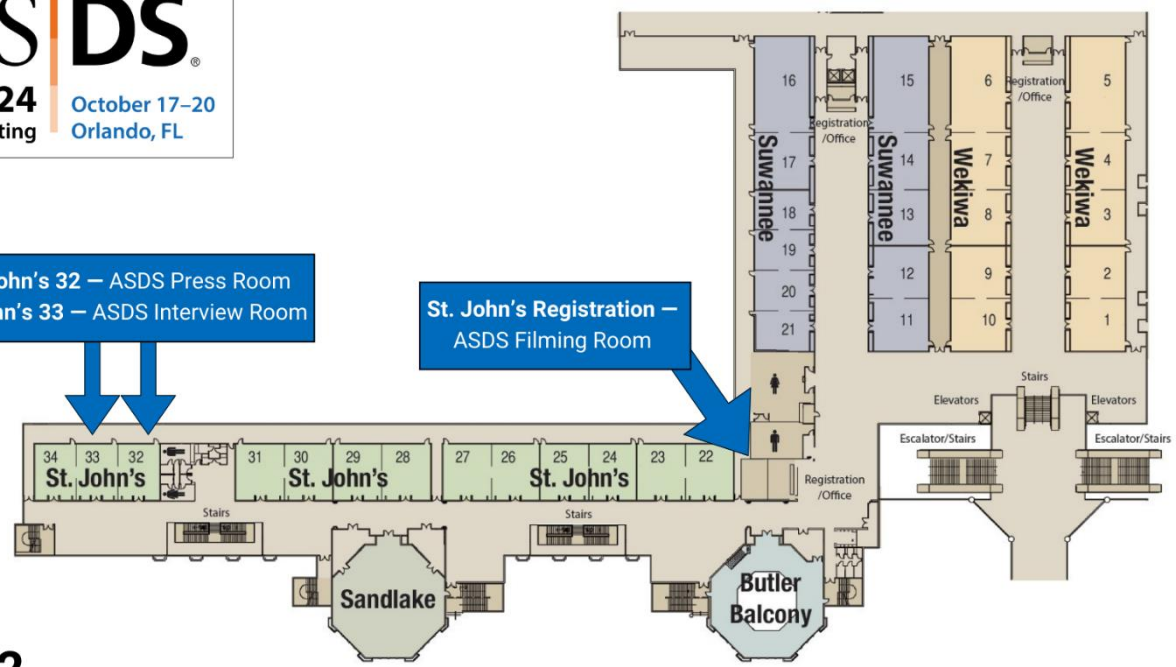 S DS®
24
October 17–20
ting
Orlando, FL
ohn's 32 — ASDS Press Room
n's 33 — ASDS Interview Room
St. John's Registration —
ASDS Filming Room
16
15
6
Registration
/Office
5
egistration
/Office
Suwannee
17
Suwannee
14
Wekiwa
7
Wekiwa
4
18
13
8
3
19
20
12
9
2
21
11
10
1
Stairs
Elevators
Elevators
Escalator/Stairs
Escalator/Stairs
34
33
32
St. John's
31
30
29
28
St. John's
27
26
25
24
23
22
St. John's
Registration
/Office
Stairs
Stairs
Sandlake
Butler
Balcony